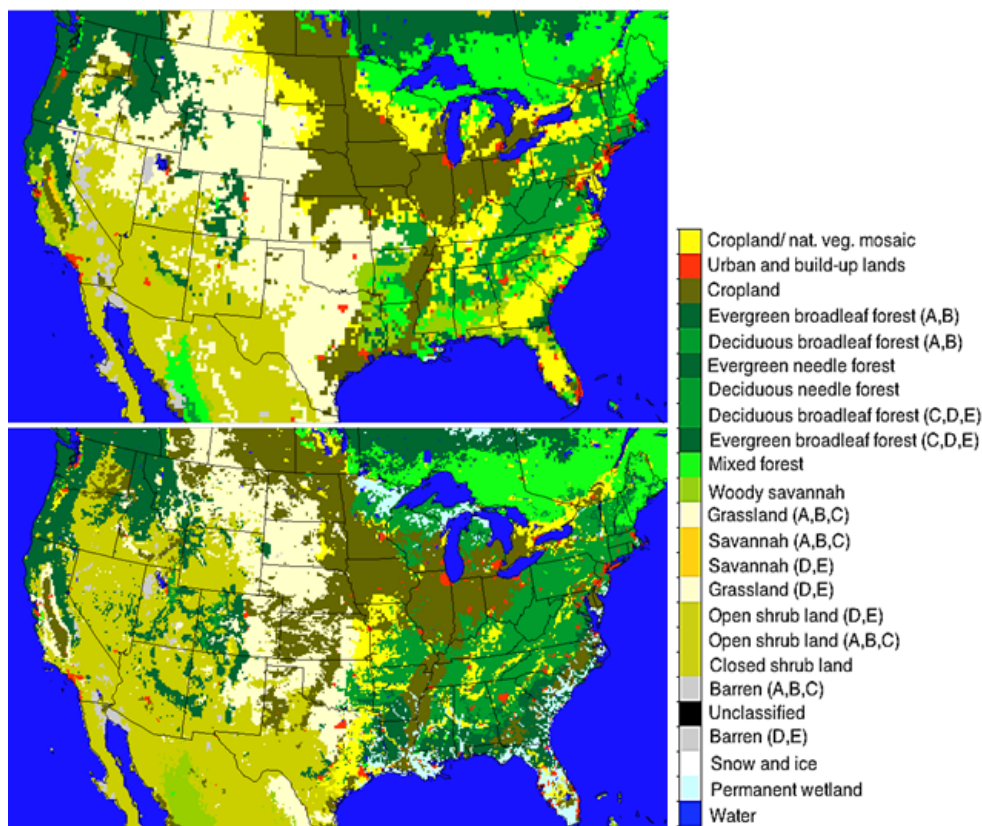 Cropland/ nat. veg. mosaic
Urban and build-up lands
Cropland
Evergreen broadleaf forest (A,B)
Deciduous broadleaf forest (A,B)
Evergreen needle forest
Deciduous needle forest
Deciduous broadleaf forest (C,D,E)
Evergreen broadleaf forest (C,D,E)
Mixed forest
Woody savannah
Grassland (A,B,C)
Savannah (A,B,C)
Savannah (D,E)
Grassland (D,E)
Open shrub land (D,E)
Open shrub land (A,B,C)
Closed shrub land
Barren (A,B,C)
Unclassified
Barren (D,E)
Snow and ice
Permanent wetland
Water